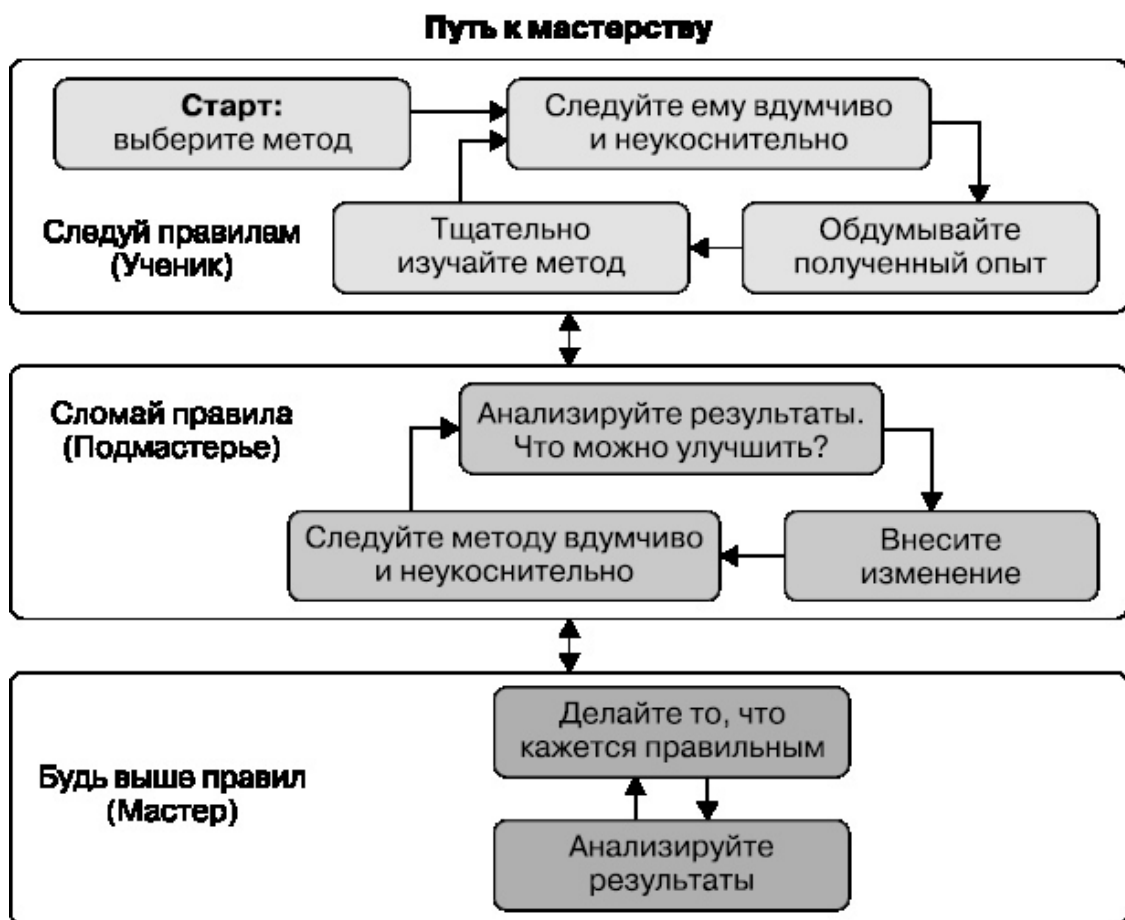 Путь к мастерству
Старт:
выберите метод
Следуйте ему вдумчиво
и неукоснительно
Следуй правилам
(Ученик)
Тщательно
изучайте метод
Обдумывайте
полученный опыт
Сломай правила
(Подмастерье)
Анализируйте результаты.
Что можно улучшить?
Следуйте методу вдумчиво
и неукоснительно
Внесите
изменение
Будь выше правил
(Мастер)
Делайте то, что
кажется правильным
Анализируйте
результаты